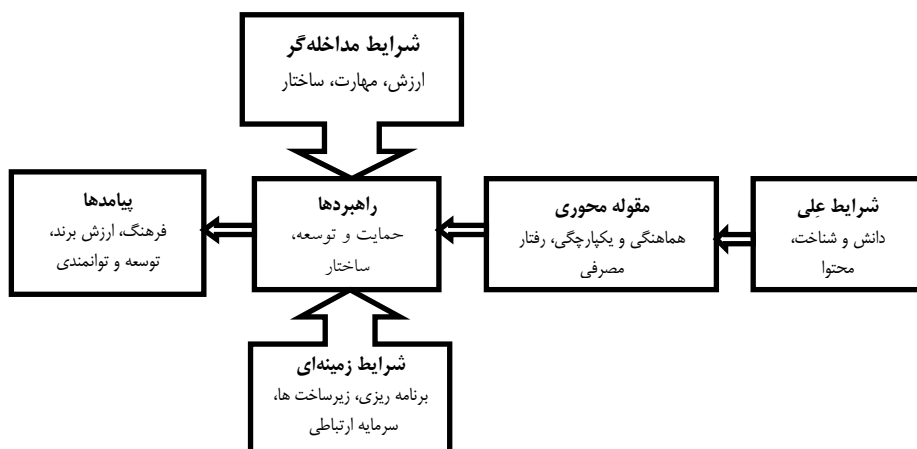 شرایط مداخله‌گر
ارزش، مهارت، ساختار
شرایط عِلی
دانش و شناخت،
محتوا
مقوله محوری
هماهنگی و یکپارچگی، رفتار
مصرفی
راهبردها
حمایت و توسعه،
ساختار
پیامدها
فرهنگ، ارزش برند،
توسعه و توانمندی
شرایط زمینه‌ای
برنامه ریزی، زیرساخت ها،
سرمایه ارتباطی